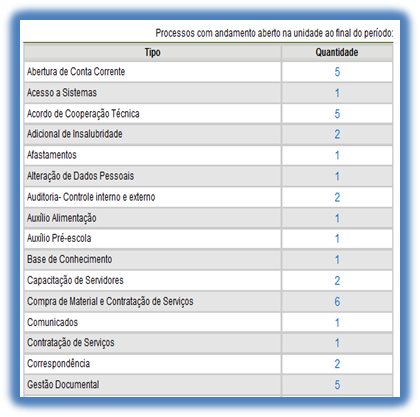 Processos com andamento aberto na unidade ao final do período:
Tipo Quantidade
Abertura de Conta Corrente 5
Acesso a Sistemas 1
Acordo de Cooperação Técnica 5
Adicional de Insalubridade 2
Afastamentos 1
Alteração de Dados Pessoais 1
Auditoria- Controle interno e externo 2
Auxílio Alimentação 1
Auxílio Pré-escola 1
Base de Conhecimento 1
Capacitação de Servidores 2
Compra de Material e Contratação de Serviços 6
Comunicados 1
Contratação de Serviços 1
Correspondência 2
Gestão Documental 5